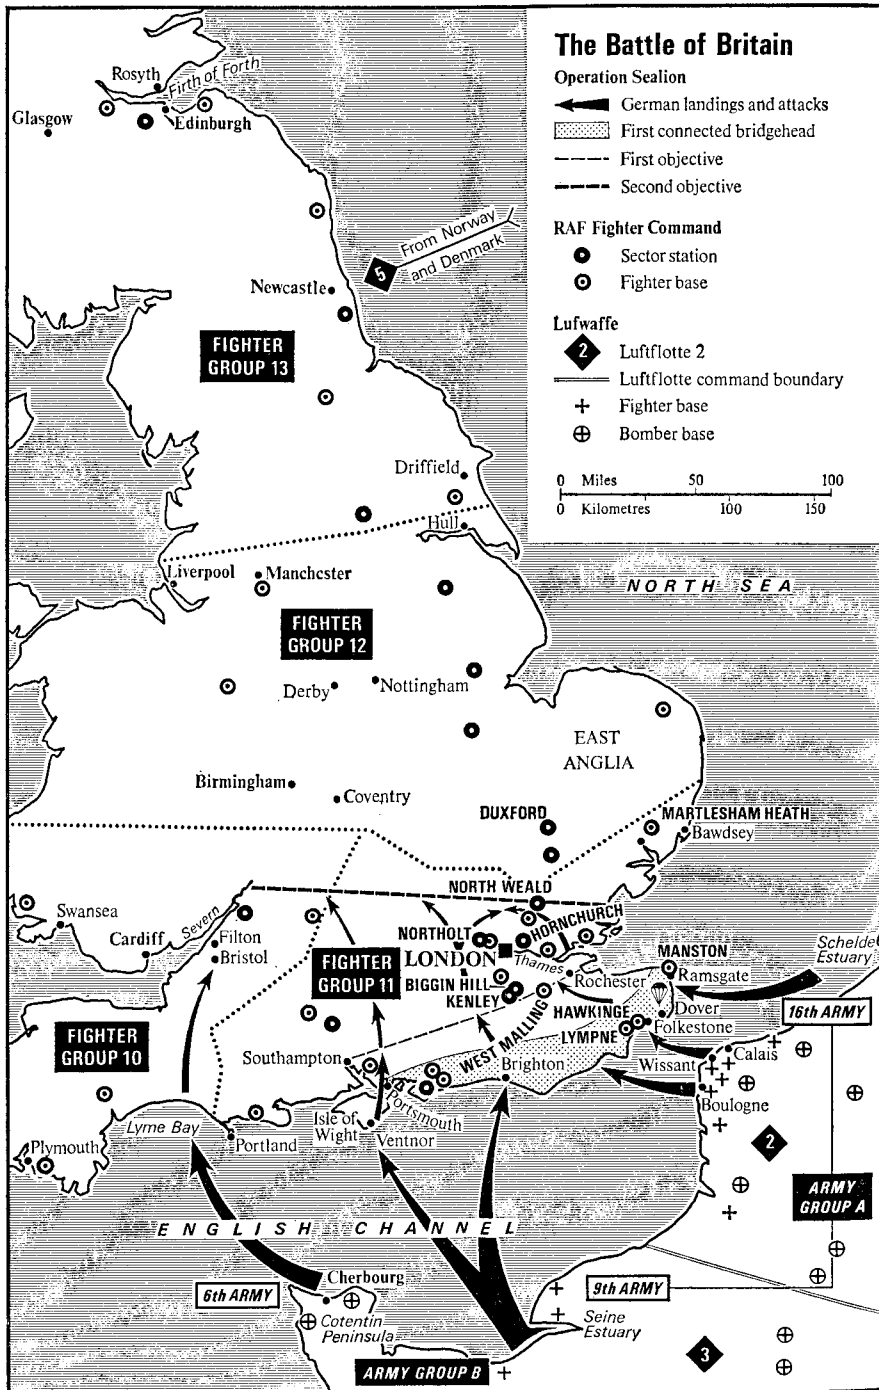 The Battle of Britain
Operation Sealion
German landings and attacks
First connected bridgehead
First objective
Second objective
RAF Fighter Command
Sector station
Fighter base
Lufwaffe
2 Luftflotte 2
Luftflotte command boundary
Fighter base
Bomber base
0 Miles 50 100
0 Kilometres 100 150
Rosyth
Firth of Forth
Glasgow
Edinburgh
From Norway
and Denmark
5
Newcastle
FIGHTER
GROUP 13
Driffield
Hull
Liverpool
Manchester
NORTH SEA
FIGHTER
GROUP 12
Derby
Nottingham
EAST
ANGLIA
Birmingham
Coventry
DUXFORD
MARTLESHAM HEATH
Bawdsey
NORTH WEALD
Swansea
Severn
Cardiff
Filton
Bristol
NORTHOLT
HORNCHURCH
LONDON
Thames
MANSTON
Schelde
Estuary
FIGHTER
GROUP 11
BIGGIN HILL
KENLEY
Rochester
Ramsgate
WEST MALLING
HAWKINGE
Dover
16th ARMY
LYMPNE
Folkestone
FIGHTER
GROUP 10
Southampton
Brighton
Wissant
Calais
Boulogne
Portsmouth
Isle of
Wight
Ventnor
Lyme Bay
Portland
Plymouth
2
ARMY
GROUP A
ENGLISH CHANNEL
Cherbourg
6th ARMY
9th ARMY
Cotentin
Peninsula
Seine
Estuary
ARMY GROUP B
3